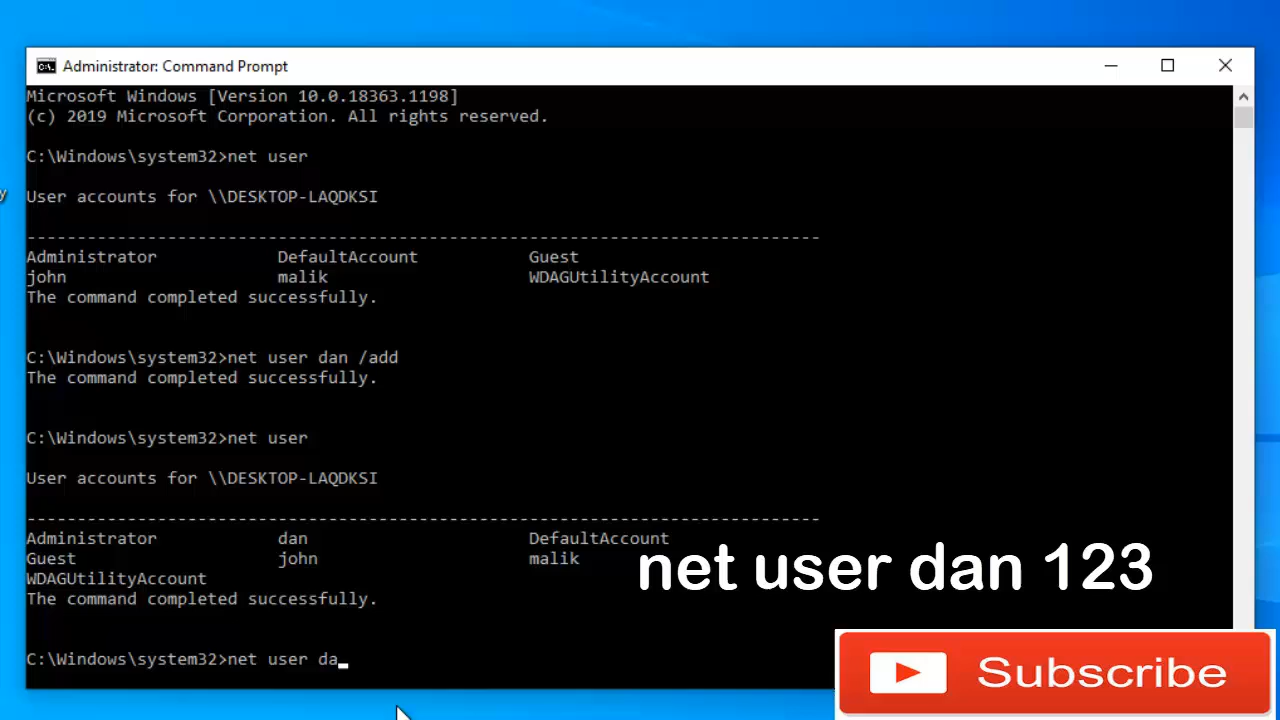 Administrator: Command Prompt
Microsoft Windows [Version 10.0.18363.1198]
(c) 2019 Microsoft Corporation. All rights reserved.
C:\Windows\system32>net user
y
User accounts for \\DESKTOP-LAQDKSI
-------------------------------------------------------------------------------
Administrator DefaultAccount Guest
john malik WDAGUtilityAccount
The command completed successfully.
C:\Windows\system32>net user dan /add
The command completed successfully.
C:\Windows\system32>net user
User accounts for \\DESKTOP-LAQDKSI
-------------------------------------------------------------------------------
Administrator dan DefaultAccount
Guest john malik
WDAGUtilityAccount
The command completed successfully.
net user dan 123
C:\Windows\system32>net user da_
Subscribe